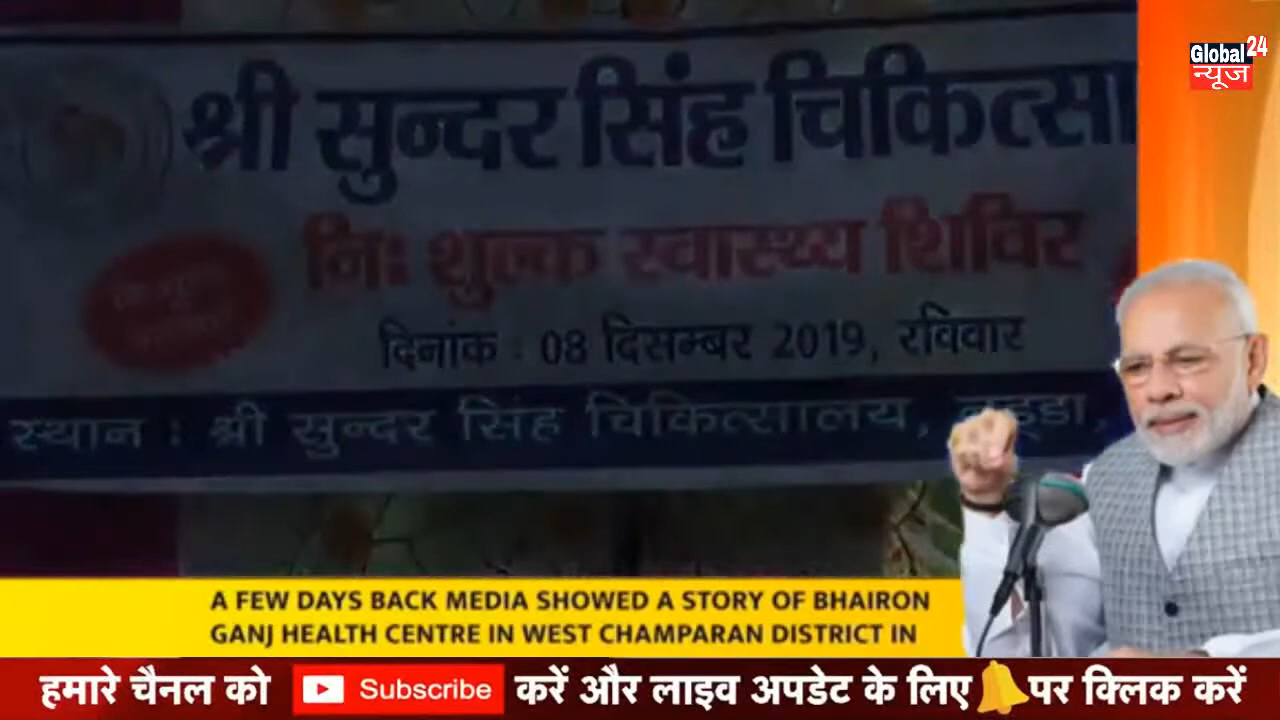 Global 24
न्यूज
श्री सुन्दर सिंह चिकित्सा
निः शुल्क स्वास्थ्य शिविर
दिनांक : 08 दिसम्बर 2019, रविवार
स्थान : श्री सुन्दर सिंह चिकित्सालय,
A FEW DAYS BACK MEDIA SHOWED A STORY OF BHAIRON
GANJ HEALTH CENTRE IN WEST CHAMPARAN DISTRICT IN
हमारे चैनल को Subscribe करें और लाइव अपडेट के लिए पर क्लिक करें